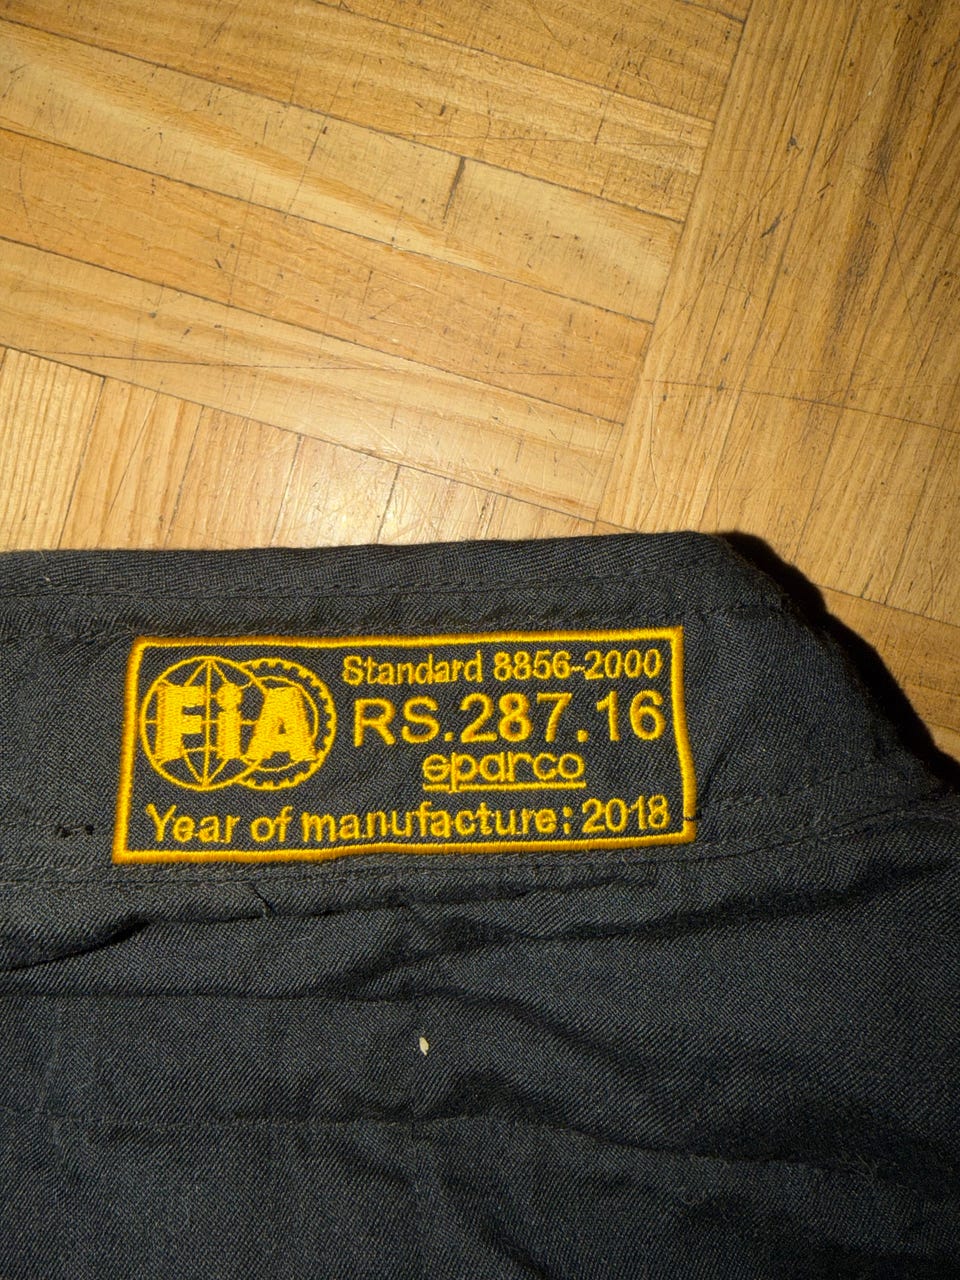 FiA
Standard 8856-2000
RS.287.16
sparco
Year of manufacture: 2018